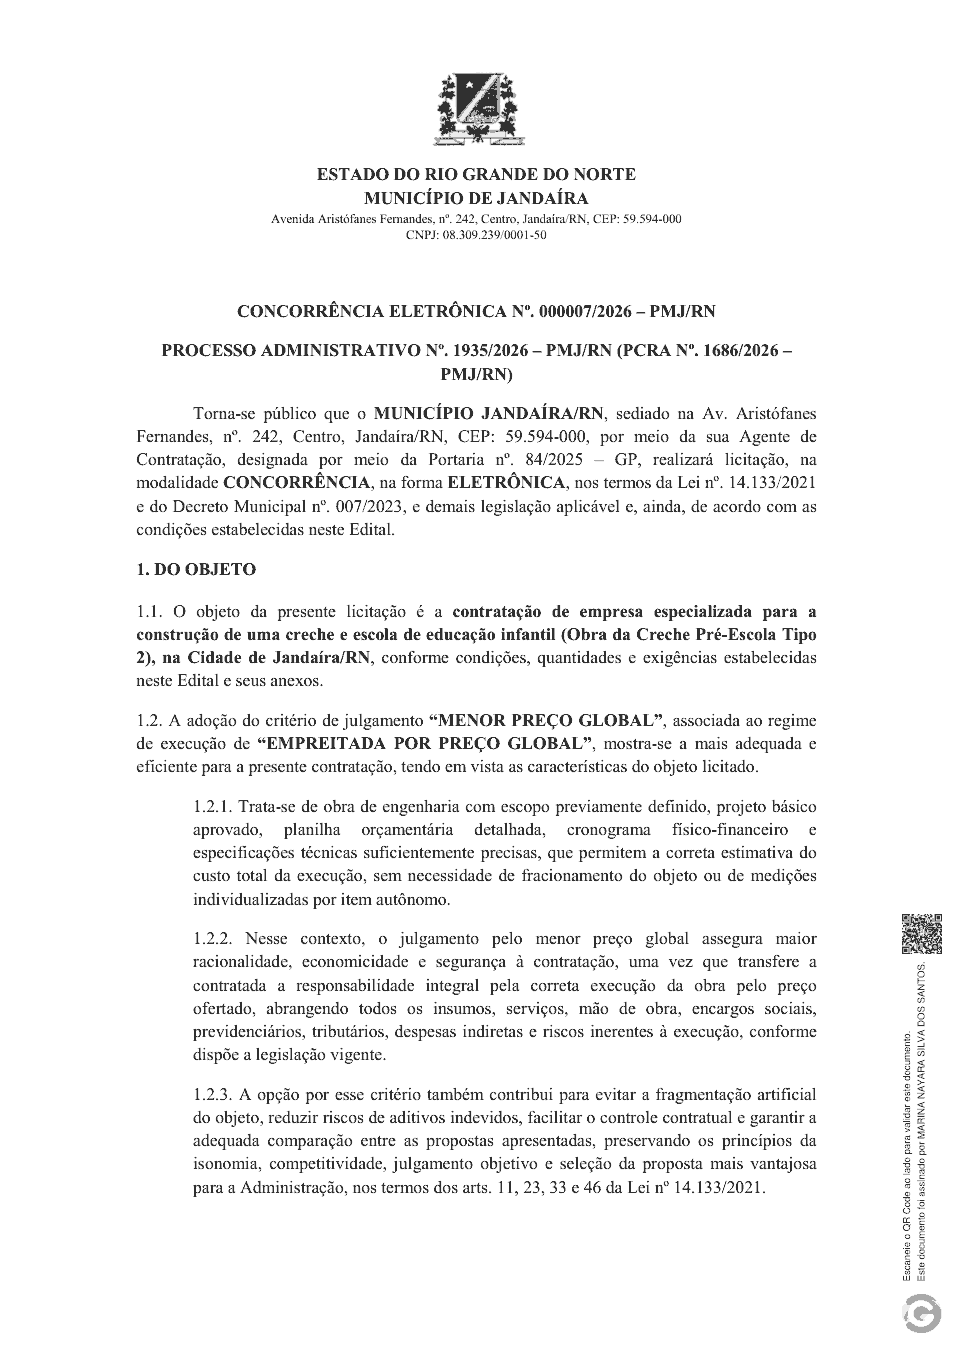 ESTADO DO RIO GRANDE DO NORTE
MUNICÍPIO DE JANDAÍRA
Avenida Aristófanes Fernandes, nº. 242, Centro, Jandaíra/RN, CEP: 59.594-000
CNPJ: 08.309.239/0001-50
CONCORRÊNCIA ELETRÔNICA Nº. 000007/2026 – PMJ/RN
PROCESSO ADMINISTRATIVO Nº. 1935/2026 – PMJ/RN (PCRA Nº. 1686/2026 –
PMJ/RN)
Torna-se público que o MUNICÍPIO JANDAÍRA/RN, sediado na Av. Aristófanes
Fernandes, nº. 242, Centro, Jandaíra/RN, CEP: 59.594-000, por meio da sua Agente de
Contratação, designada por meio da Portaria nº. 84/2025 – GP, realizará licitação, na
modalidade CONCORRÊNCIA, na forma ELETRÔNICA, nos termos da Lei nº. 14.133/2021
e do Decreto Municipal nº. 007/2023, e demais legislação aplicável e, ainda, de acordo com as
condições estabelecidas neste Edital.
1. DO OBJETO
1.1. O objeto da presente licitação é a contratação de empresa especializada para a
construção de uma creche e escola de educação infantil (Obra da Creche Pré-Escola Tipo
2), na Cidade de Jandaíra/RN, conforme condições, quantidades e exigências estabelecidas
neste Edital e seus anexos.
1.2. A adoção do critério de julgamento “MENOR PREÇO GLOBAL”, associada ao regime
de execução de “EMPREITADA POR PREÇO GLOBAL”, mostra-se a mais adequada e
eficiente para a presente contratação, tendo em vista as características do objeto licitado.
1.2.1. Trata-se de obra de engenharia com escopo previamente definido, projeto básico
aprovado, planilha orçamentária detalhada, cronograma físico-financeiro e
especificações técnicas suficientemente precisas, que permitem a correta estimativa do
custo total da execução, sem necessidade de fracionamento do objeto ou de medições
individualizadas por item autônomo.
1.2.2. Nesse contexto, o julgamento pelo menor preço global assegura maior
racionalidade, economicidade e segurança à contratação, uma vez que transfere a
contratada a responsabilidade integral pela correta execução da obra pelo preço
ofertado, abrangendo todos os insumos, serviços, mão de obra, encargos sociais,
previdenciários, tributários, despesas indiretas e riscos inerentes à execução, conforme
dispõe a legislação vigente.
1.2.3. A opção por esse critério também contribui para evitar a fragmentação artificial
do objeto, reduzir riscos de aditivos indevidos, facilitar o controle contratual e garantir a
adequada comparação entre as propostas apresentadas, preservando os princípios da
isonomia, competitividade, julgamento objetivo e seleção da proposta mais vantajosa
para a Administração, nos termos dos arts. 11, 23, 33 e 46 da Lei nº 14.133/2021.
Escaneie o QR Code ao lado para validar este documento.
Este documento foi assinado por MARINA NAYARA SILVA DOS SANTOS.
G